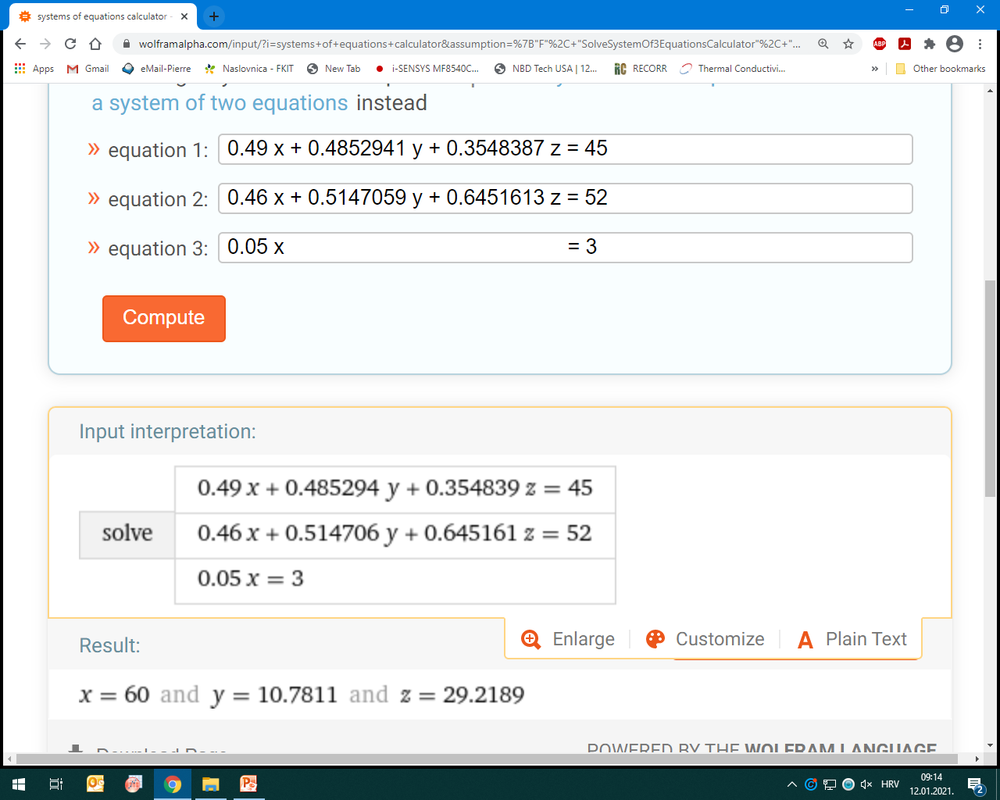 systems of equations calculator
wolframalpha.com/input/?i=systems+of+equations+calculator&assumption=%7B"F"%2C+"SolveSystemOf3EquationsCalculator"%2C+"...
ABP
Apps Gmail eMail-Pierre Naslovnica - FKIT New Tab i-SENSYS MF8540C... NBD Tech USA | 12... RECORR Thermal Conductivi... » Other bookmarks
a system of two equations instead
» equation 1: 0.49 x + 0.4852941 y + 0.3548387 z = 45
» equation 2: 0.46 x + 0.5147059 y + 0.6451613 z = 52
» equation 3: 0.05 x = 3
Compute
Input interpretation:
solve
0.49 x + 0.485294 y + 0.354839 z = 45
0.46 x + 0.514706 y + 0.645161 z = 52
0.05 x = 3
Result:
Enlarge Customize A Plain Text
x = 60 and y = 10.7811 and z = 29.2189
Download Page
POWERED BY THE WOLFRAM LANGUAGE
HRV
09:14
12.01.2021.
2